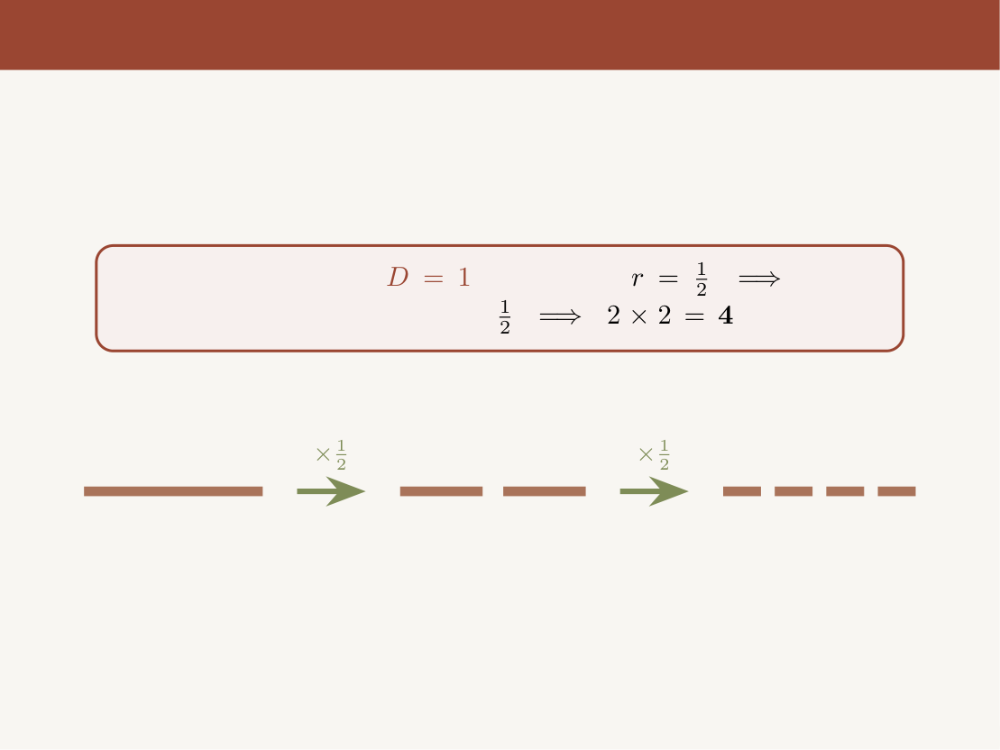 D = 1 r = 1/2 ⟹
1/2 ⟹ 2 × 2 = 4
×1/2 ×1/2